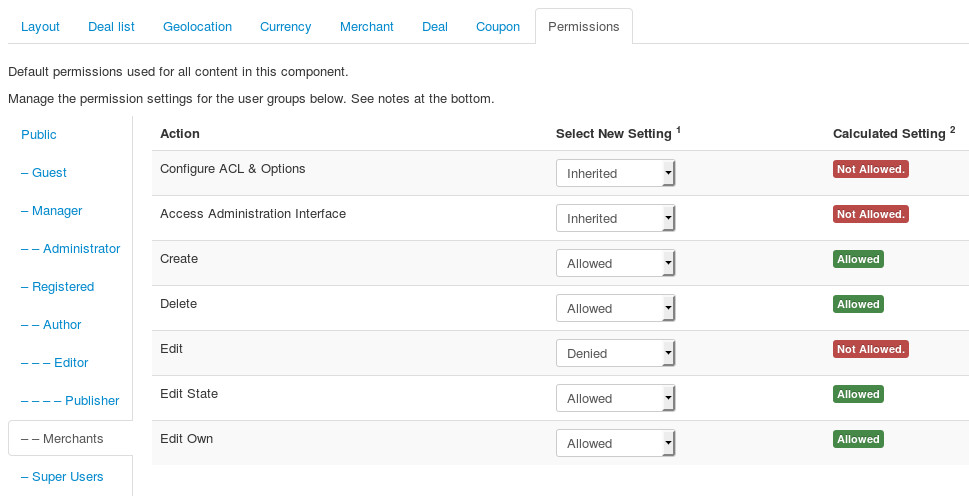 Layout Deal list Geolocation Currency Merchant Deal Coupon Permissions
Default permissions used for all content in this component.
Manage the permission settings for the user groups below. See notes at the bottom.
Public
– Guest
– Manager
– – Administrator
– Registered
– – Author
– – – Editor
– – – – Publisher
– – Merchants
– Super Users
Action Select New Setting 1 Calculated Setting 2
Configure ACL & Options Inherited Not Allowed.
Access Administration Interface Inherited Not Allowed.
Create Allowed Allowed
Delete Allowed Allowed
Edit Denied Not Allowed.
Edit State Allowed Allowed
Edit Own Allowed Allowed